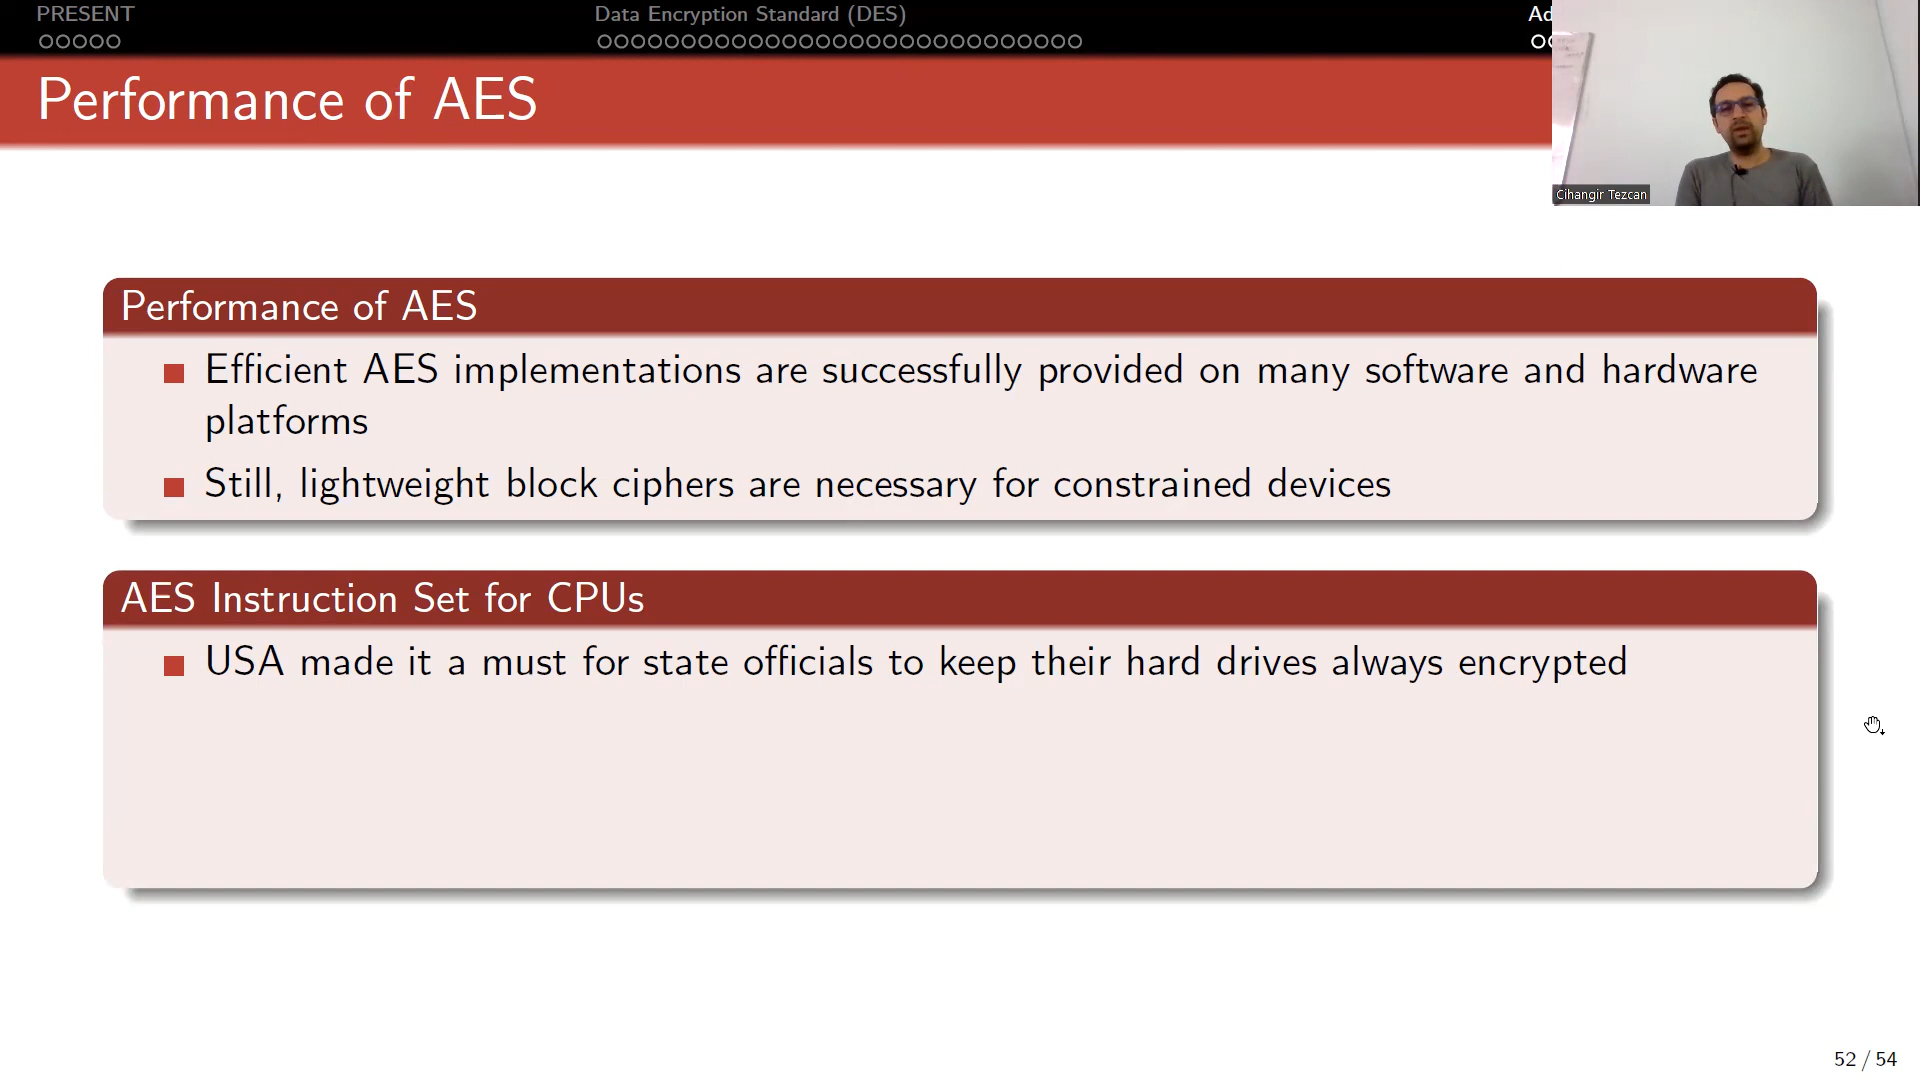 PRESENT
Data Encryption Standard (DES)
Ad
Performance of AES
Cihangir Tezcan
Performance of AES
Efficient AES implementations are successfully provided on many software and hardware
platforms
Still, lightweight block ciphers are necessary for constrained devices
AES Instruction Set for CPUs
USA made it a must for state officials to keep their hard drives always encrypted
52 / 54